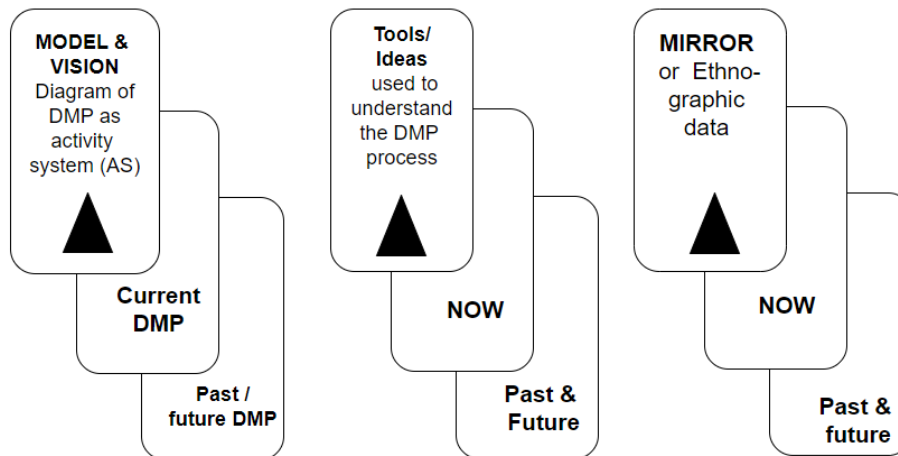 MODEL &
VISION
Diagram of
DMP as
activity
system (AS)
Current
DMP
Past /
future DMP
Tools/
Ideas
used to
understand
the DMP
process
NOW
Past &
Future
MIRROR
or Ethno-
graphic
data
NOW
Past &
future